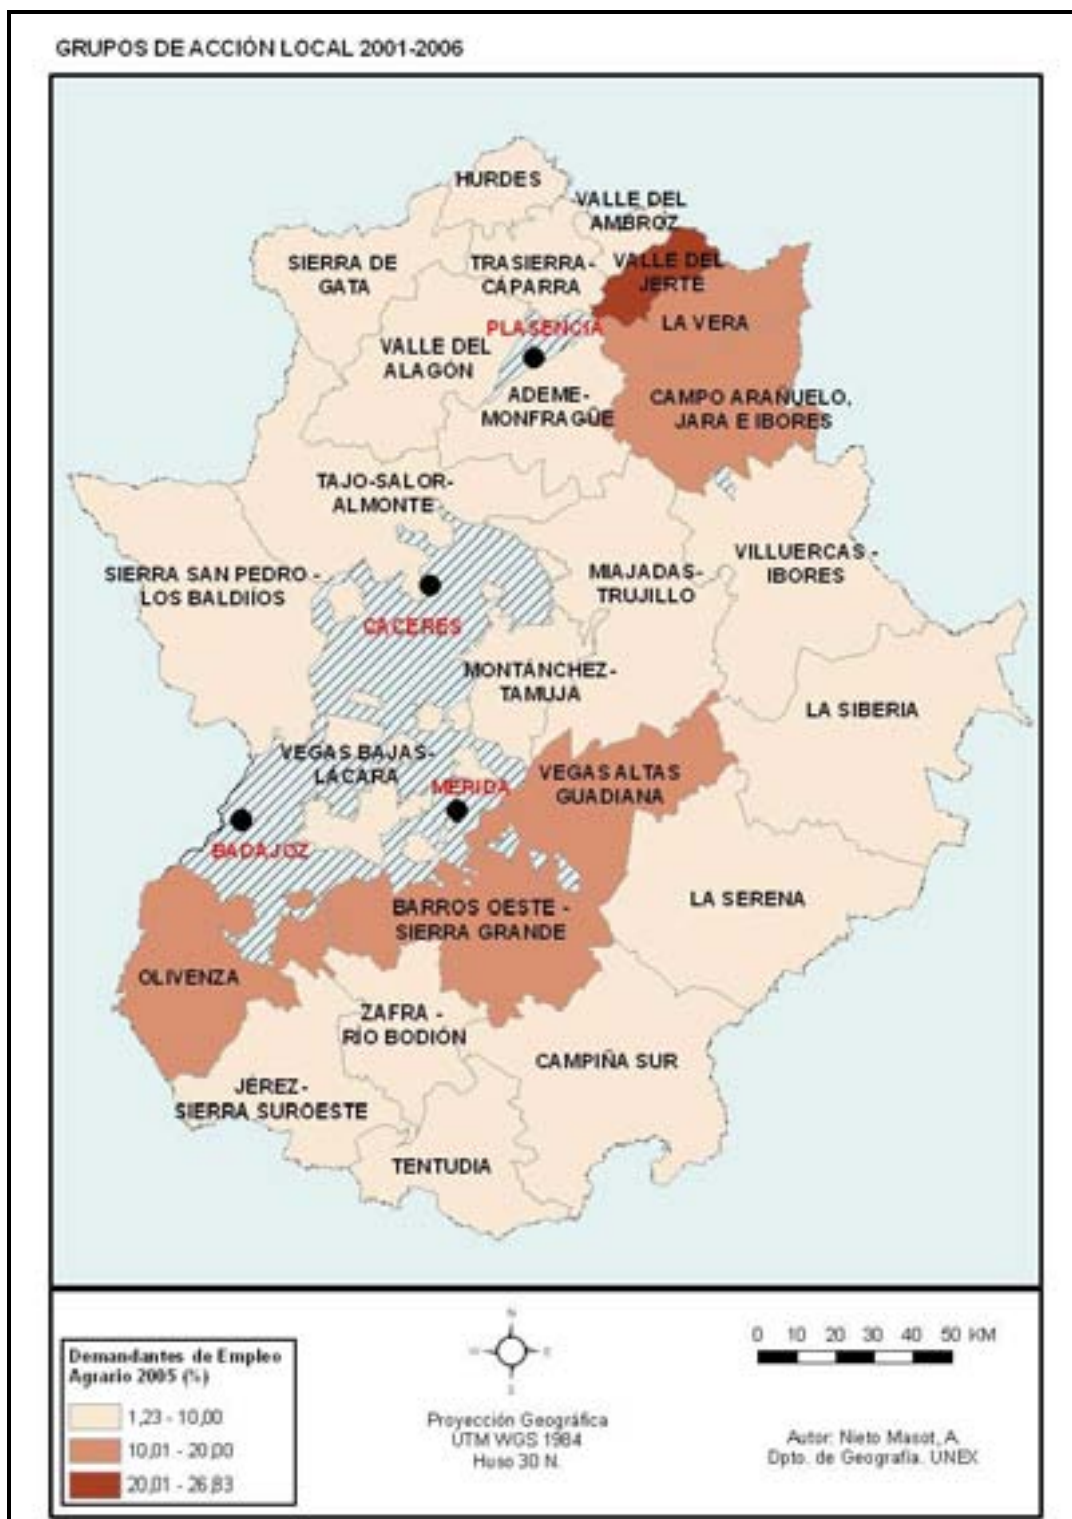 GRUPOS DE ACCIÓN LOCAL 2001-2006
HURDES
VALLE DEL
AMBROZ
SIERRA DE
GATA
TRASIERRA-
CÁPARRA
VALLE DEL
JERTE
LA VERA
PLASENCIA
VALLE DEL
ALAGÓN
ADEME-
MONFRAGÜE
CAMPO ARAÑUELO,
JARA E IBORES
TAJO-SALOR-
ALMONTE
SIERRA SAN PEDRO -
LOS BALDIÍOS
CACERES
MIAJADAS-
TRUJILLO
VILLUERCAS -
IBORES
MONTÁNCHEZ-
TAMUJA
LA SIBERIA
VEGAS BAJAS-
LÁCARA
MERIDA
VEGAS ALTAS
GUADIANA
BADAJOZ
BARROS OESTE -
SIERRA GRANDE
LA SERENA
OLIVENZA
ZAFRA -
RÍO BODIÓN
CAMPIÑA SUR
JÉREZ-
SIERRA SUROESTE
TENTUDIA
Demandantes de Empleo
Agrario 2005 (%)
1,23 - 10,00
10,01 - 20,00
20,01 - 26,83
N
W E
S
Proyección Geográfica
UTM WGS 1984
Huso 30 N.
0 10 20 30 40 50 KM
Autor: Nieto Masot, A.
Dpto. de Geografía. UNEX